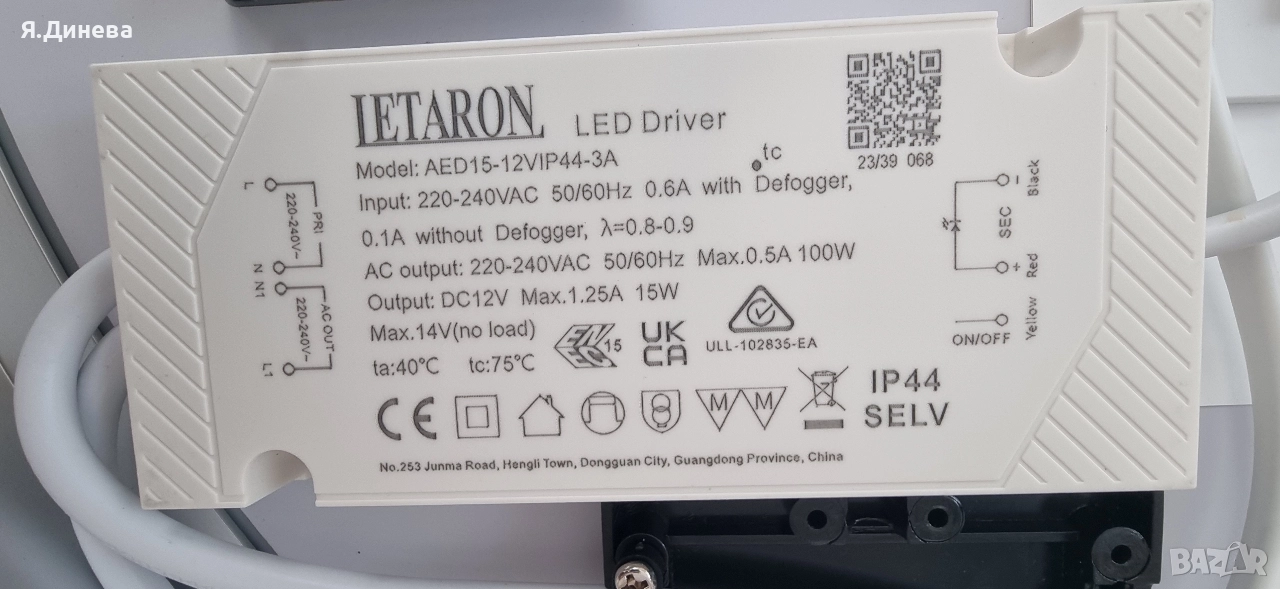 Я.Динева
IETARON
LED Driver
23/39 068
Model: AED15-12VIP44-3A
tc
Input: 220-240VAC 50/60Hz 0.6A with Defogger,
0.1A without Defogger, λ=0.8-0.9
AC output: 220-240VAC 50/60Hz Max.0.5A 100W
Output: DC12V Max.1.25A 15W
Max.14V(no load)
ta:40℃ tc:75℃
ENEC 15
UK
CA
ULL-102835-EA
IP44
SELV
CE
M M
No.253 Junma Road, Hengli Town, Dongguan City, Guangdong Province, China
L
220-240V~
PRI
N
N1
220-240V~
AC OUT
L1
- Black
SEC
+ Red
Yellow
ON/OFF
BAZAR